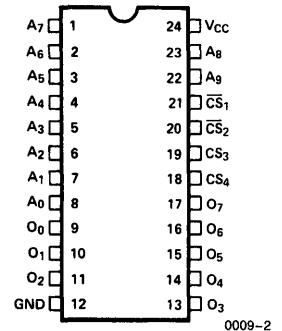 A7 1 24 VCC
A6 2 23 A8
A5 3 22 A9
A4 4 21 C̅S̅1
A3 5 20 C̅S̅2
A2 6 19 CS3
A1 7 18 CS4
A0 8 17 O7
O0 9 16 O6
O1 10 15 O5
O2 11 14 O4
GND 12 13 O3
0009-2